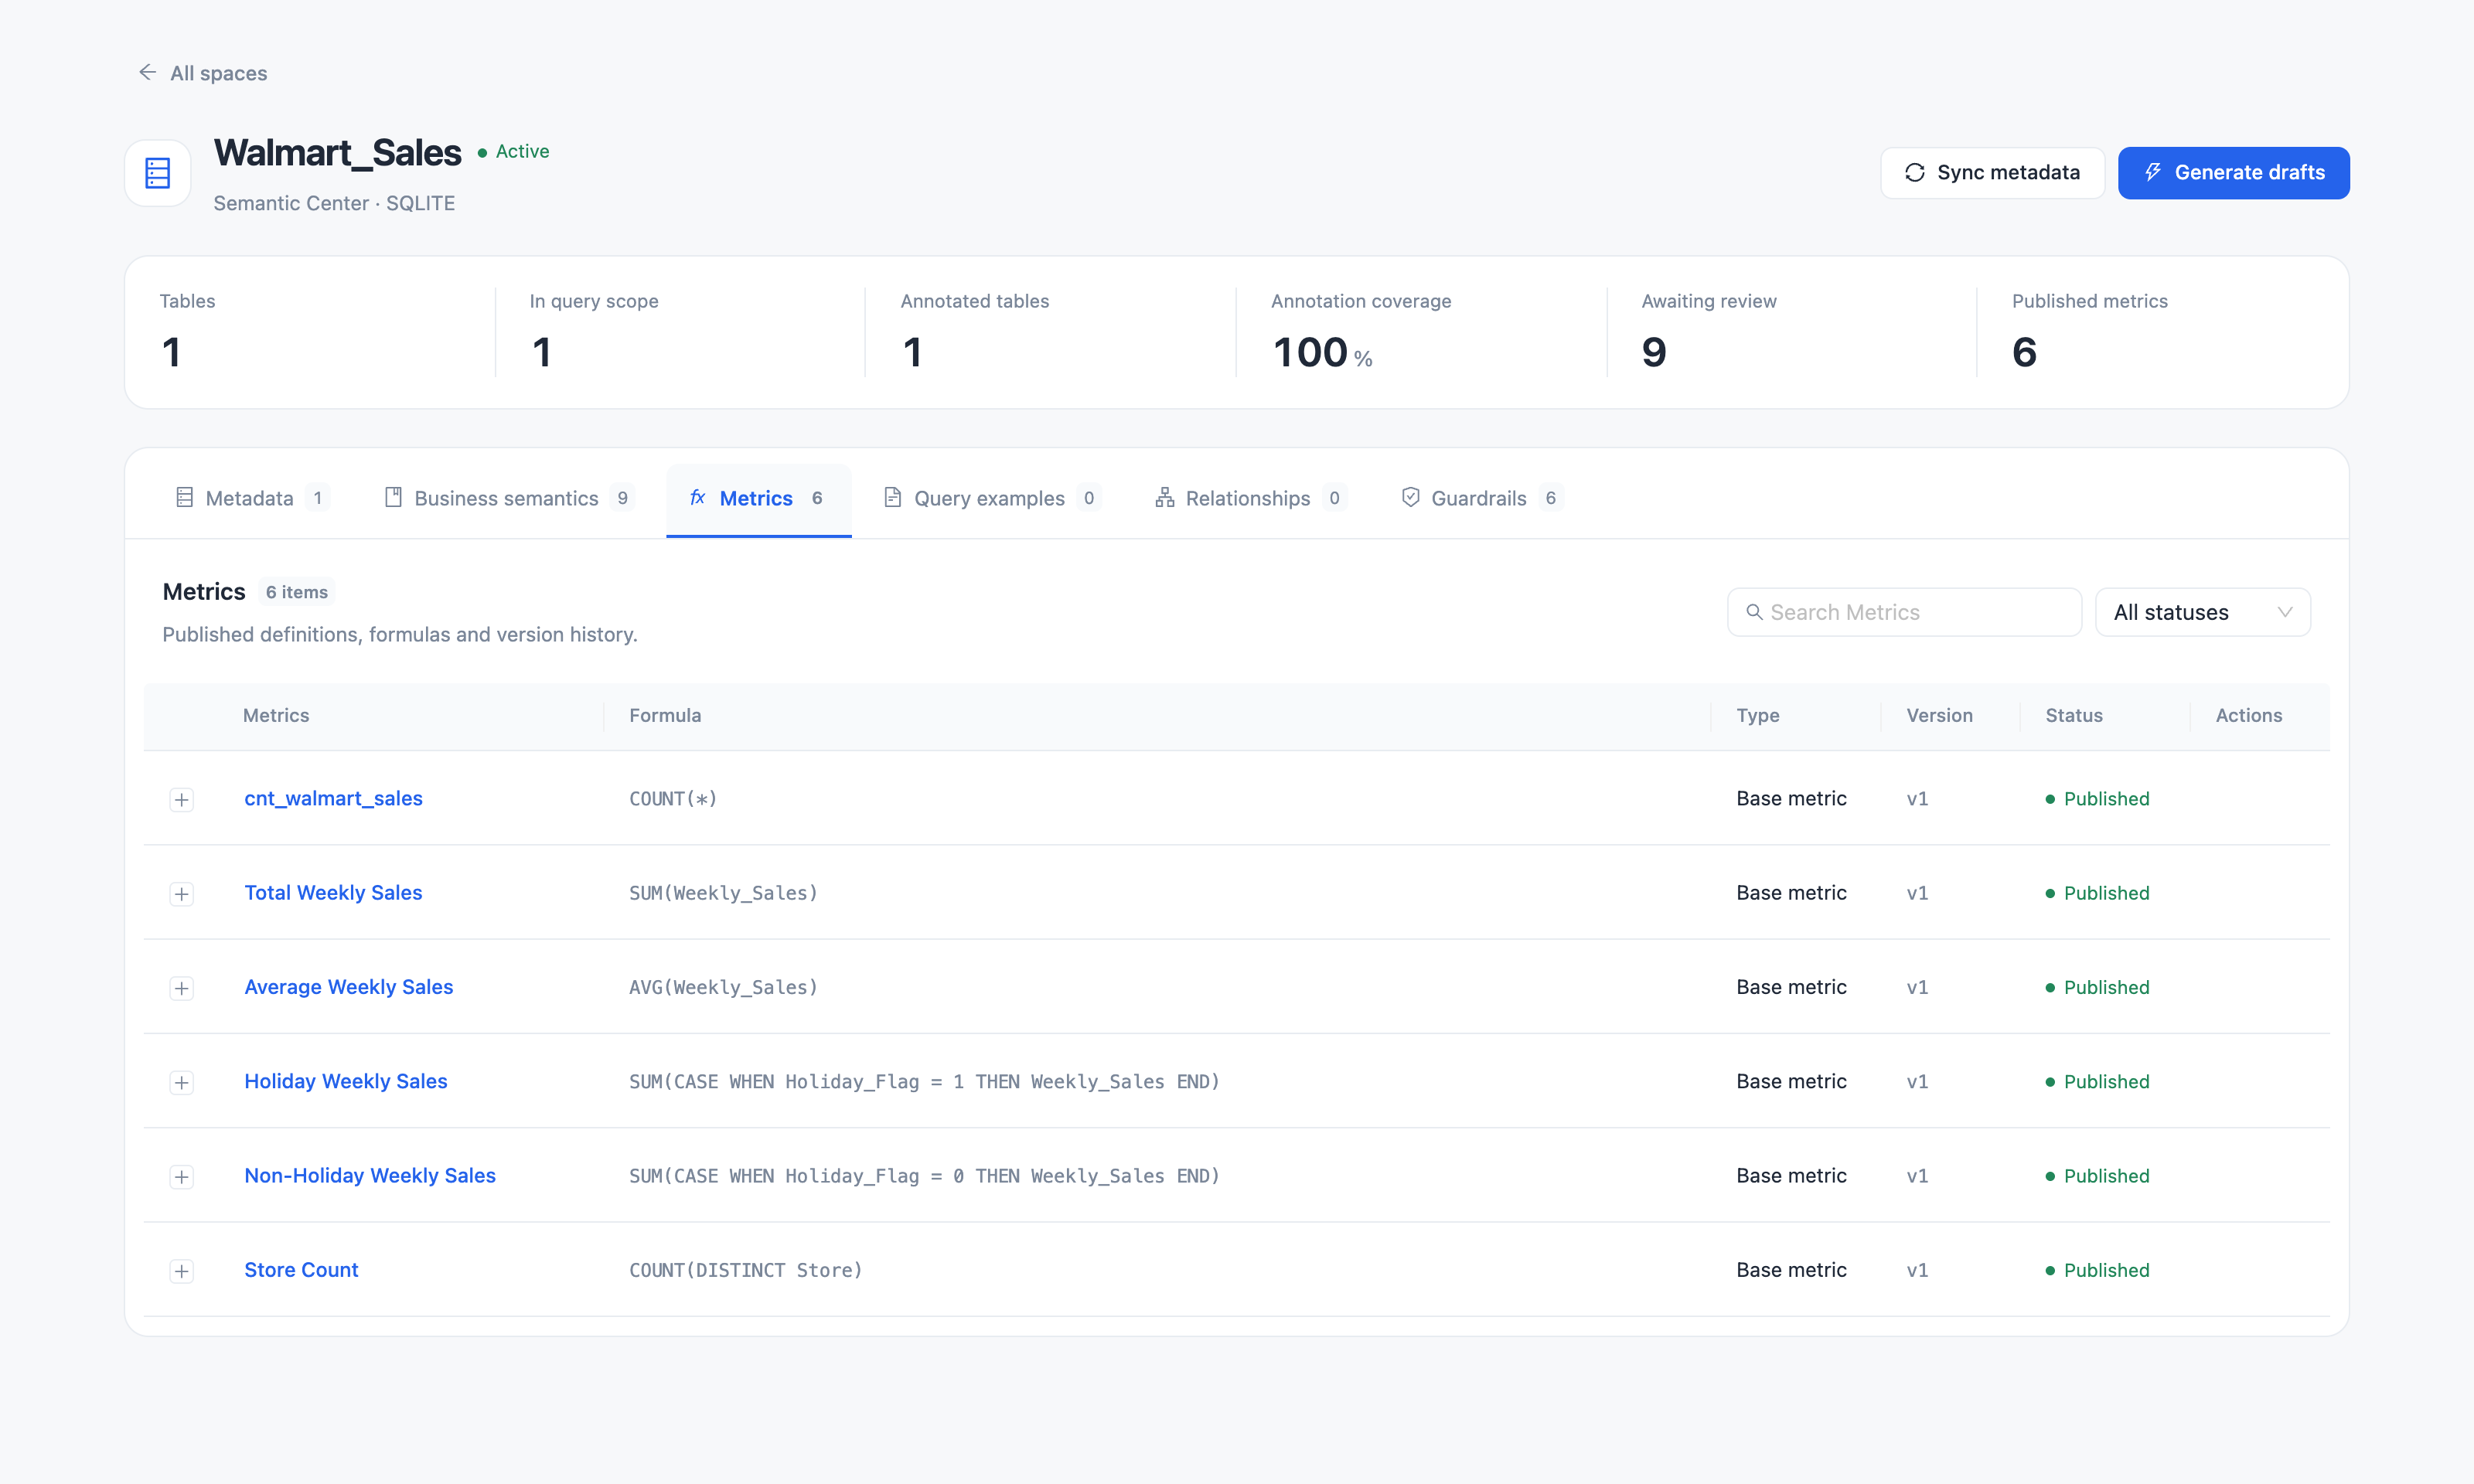 All spaces
Walmart_Sales
Active
Semantic Center · SQLITE
Sync metadata
Generate drafts
Tables
In query scope
Annotated tables
Annotation coverage
Awaiting review
Published metrics
1
1
1
100 %
9
6
Metadata 1
Business semantics 9
fx Metrics 6
Query examples 0
Relationships 0
Guardrails 6
Metrics 6 items
Published definitions, formulas and version history.
Search Metrics
All statuses
Metrics Formula Type Version Status Actions
cnt_walmart_sales COUNT(*) Base metric v1 Published
Total Weekly Sales SUM(Weekly_Sales) Base metric v1 Published
Average Weekly Sales AVG(Weekly_Sales) Base metric v1 Published
Holiday Weekly Sales SUM(CASE WHEN Holiday_Flag = 1 THEN Weekly_Sales END) Base metric v1 Published
Non-Holiday Weekly Sales SUM(CASE WHEN Holiday_Flag = 0 THEN Weekly_Sales END) Base metric v1 Published
Store Count COUNT(DISTINCT Store) Base metric v1 Published